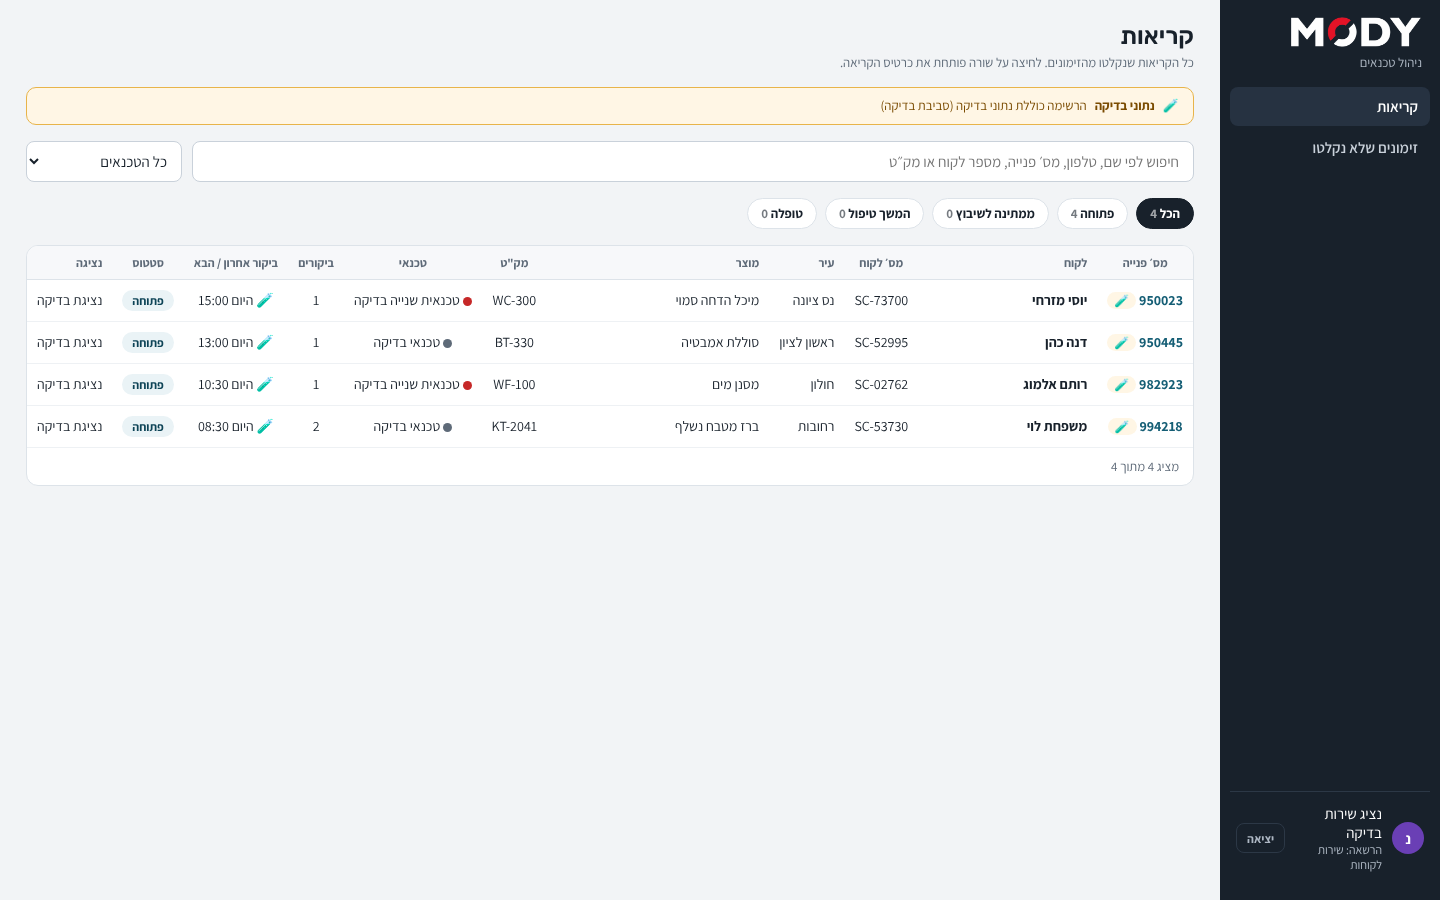 MODY
ניהול טכנאים
קריאות
זימונים שלא נקלטו
נציג שירות בדיקה
הרשאה: שירות לקוחות
נ
יציאה
קריאות
כל הקריאות שנקלטו מהזימונים. לחיצה על שורה פותחת את כרטיס הקריאה.
נתוני בדיקה הרשימה כוללת נתוני בדיקה (סביבת בדיקה)
חיפוש לפי שם, טלפון, מס׳ פנייה, מספר לקוח או מק״ט
כל הטכנאים
הכל 4 פתוחה 4 ממתינה לשיבוץ 0 המשך טיפול 0 טופלה 0
מס׳ פנייה לקוח מס׳ לקוח עיר מוצר מק"ט טכנאי ביקורים ביקור אחרון / הבא סטטוס נציגה
950023 יוסי מזרחי SC-73700 נס ציונה מיכל הדחה סמוי WC-300 טכנאית שנייה בדיקה 1 היום 15:00 פתוחה נציגת בדיקה
950445 דנה כהן SC-52995 ראשון לציון סוללת אמבטיה BT-330 טכנאי בדיקה 1 היום 13:00 פתוחה נציגת בדיקה
982923 רותם אלמוג SC-02762 חולון מסנן מים WF-100 טכנאית שנייה בדיקה 1 היום 10:30 פתוחה נציגת בדיקה
994218 משפחת לוי SC-53730 רחובות ברז מטבח נשלף KT-2041 טכנאי בדיקה 2 היום 08:30 פתוחה נציגת בדיקה
מציג 4 מתוך 4